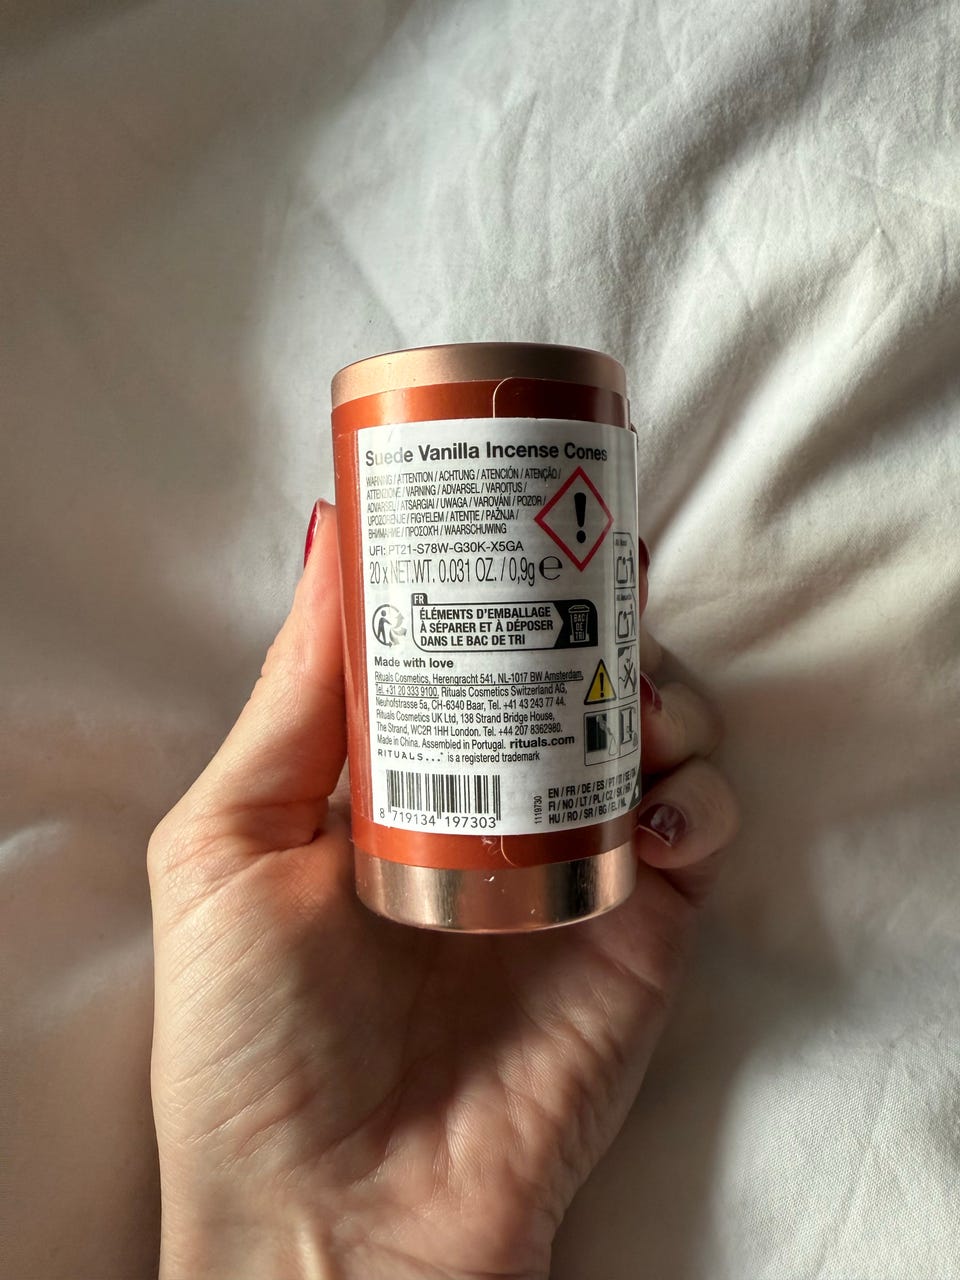 Suede Vanilla Incense Cones
WARNING / ATTENTION / ACHTUNG / ATENCIÓN / ATENÇÃO /
ATTENZIONE / VARNING / ADVARSEL / VAROITUS /
ADVARSEL / ATSARGIAI / UWAGA / VAROVÁNÍ / POZOR /
UPOZORENJE / FIGYELEM / ATENȚIE / PAŽNJA /
ВНИМАНИЕ / ΠΡΟΣΟΧΗ / WAARSCHUWING
UFI: PT21-S78W-G30K-X5GA
20 x NET.WT. 0.031 OZ. / 0,9g ℮
FR
ÉLÉMENTS D'EMBALLAGE
À SÉPARER ET À DÉPOSER
DANS LE BAC DE TRI
BAC
DE
TRI
Made with love
Rituals Cosmetics, Herengracht 541, NL-1017 BW Amsterdam,
Tel. +31 20 333 9100. Rituals Cosmetics Switzerland AG,
Neuhofstrasse 5a, CH-6340 Baar, Tel. +41 43 243 77 44.
Rituals Cosmetics UK Ltd, 138 Strand Bridge House,
The Strand, WC2R 1HH London. Tel. +44 207 8362980.
Made in China. Assembled in Portugal. rituals.com
RITUALS...® is a registered trademark
8 719134 197303
1119730
EN / FR / DE / ES / PT / IT / SE / DK /
FI / NO / LT / PL / CZ / SK / HR /
HU / RO / SR / BG / EL / NL